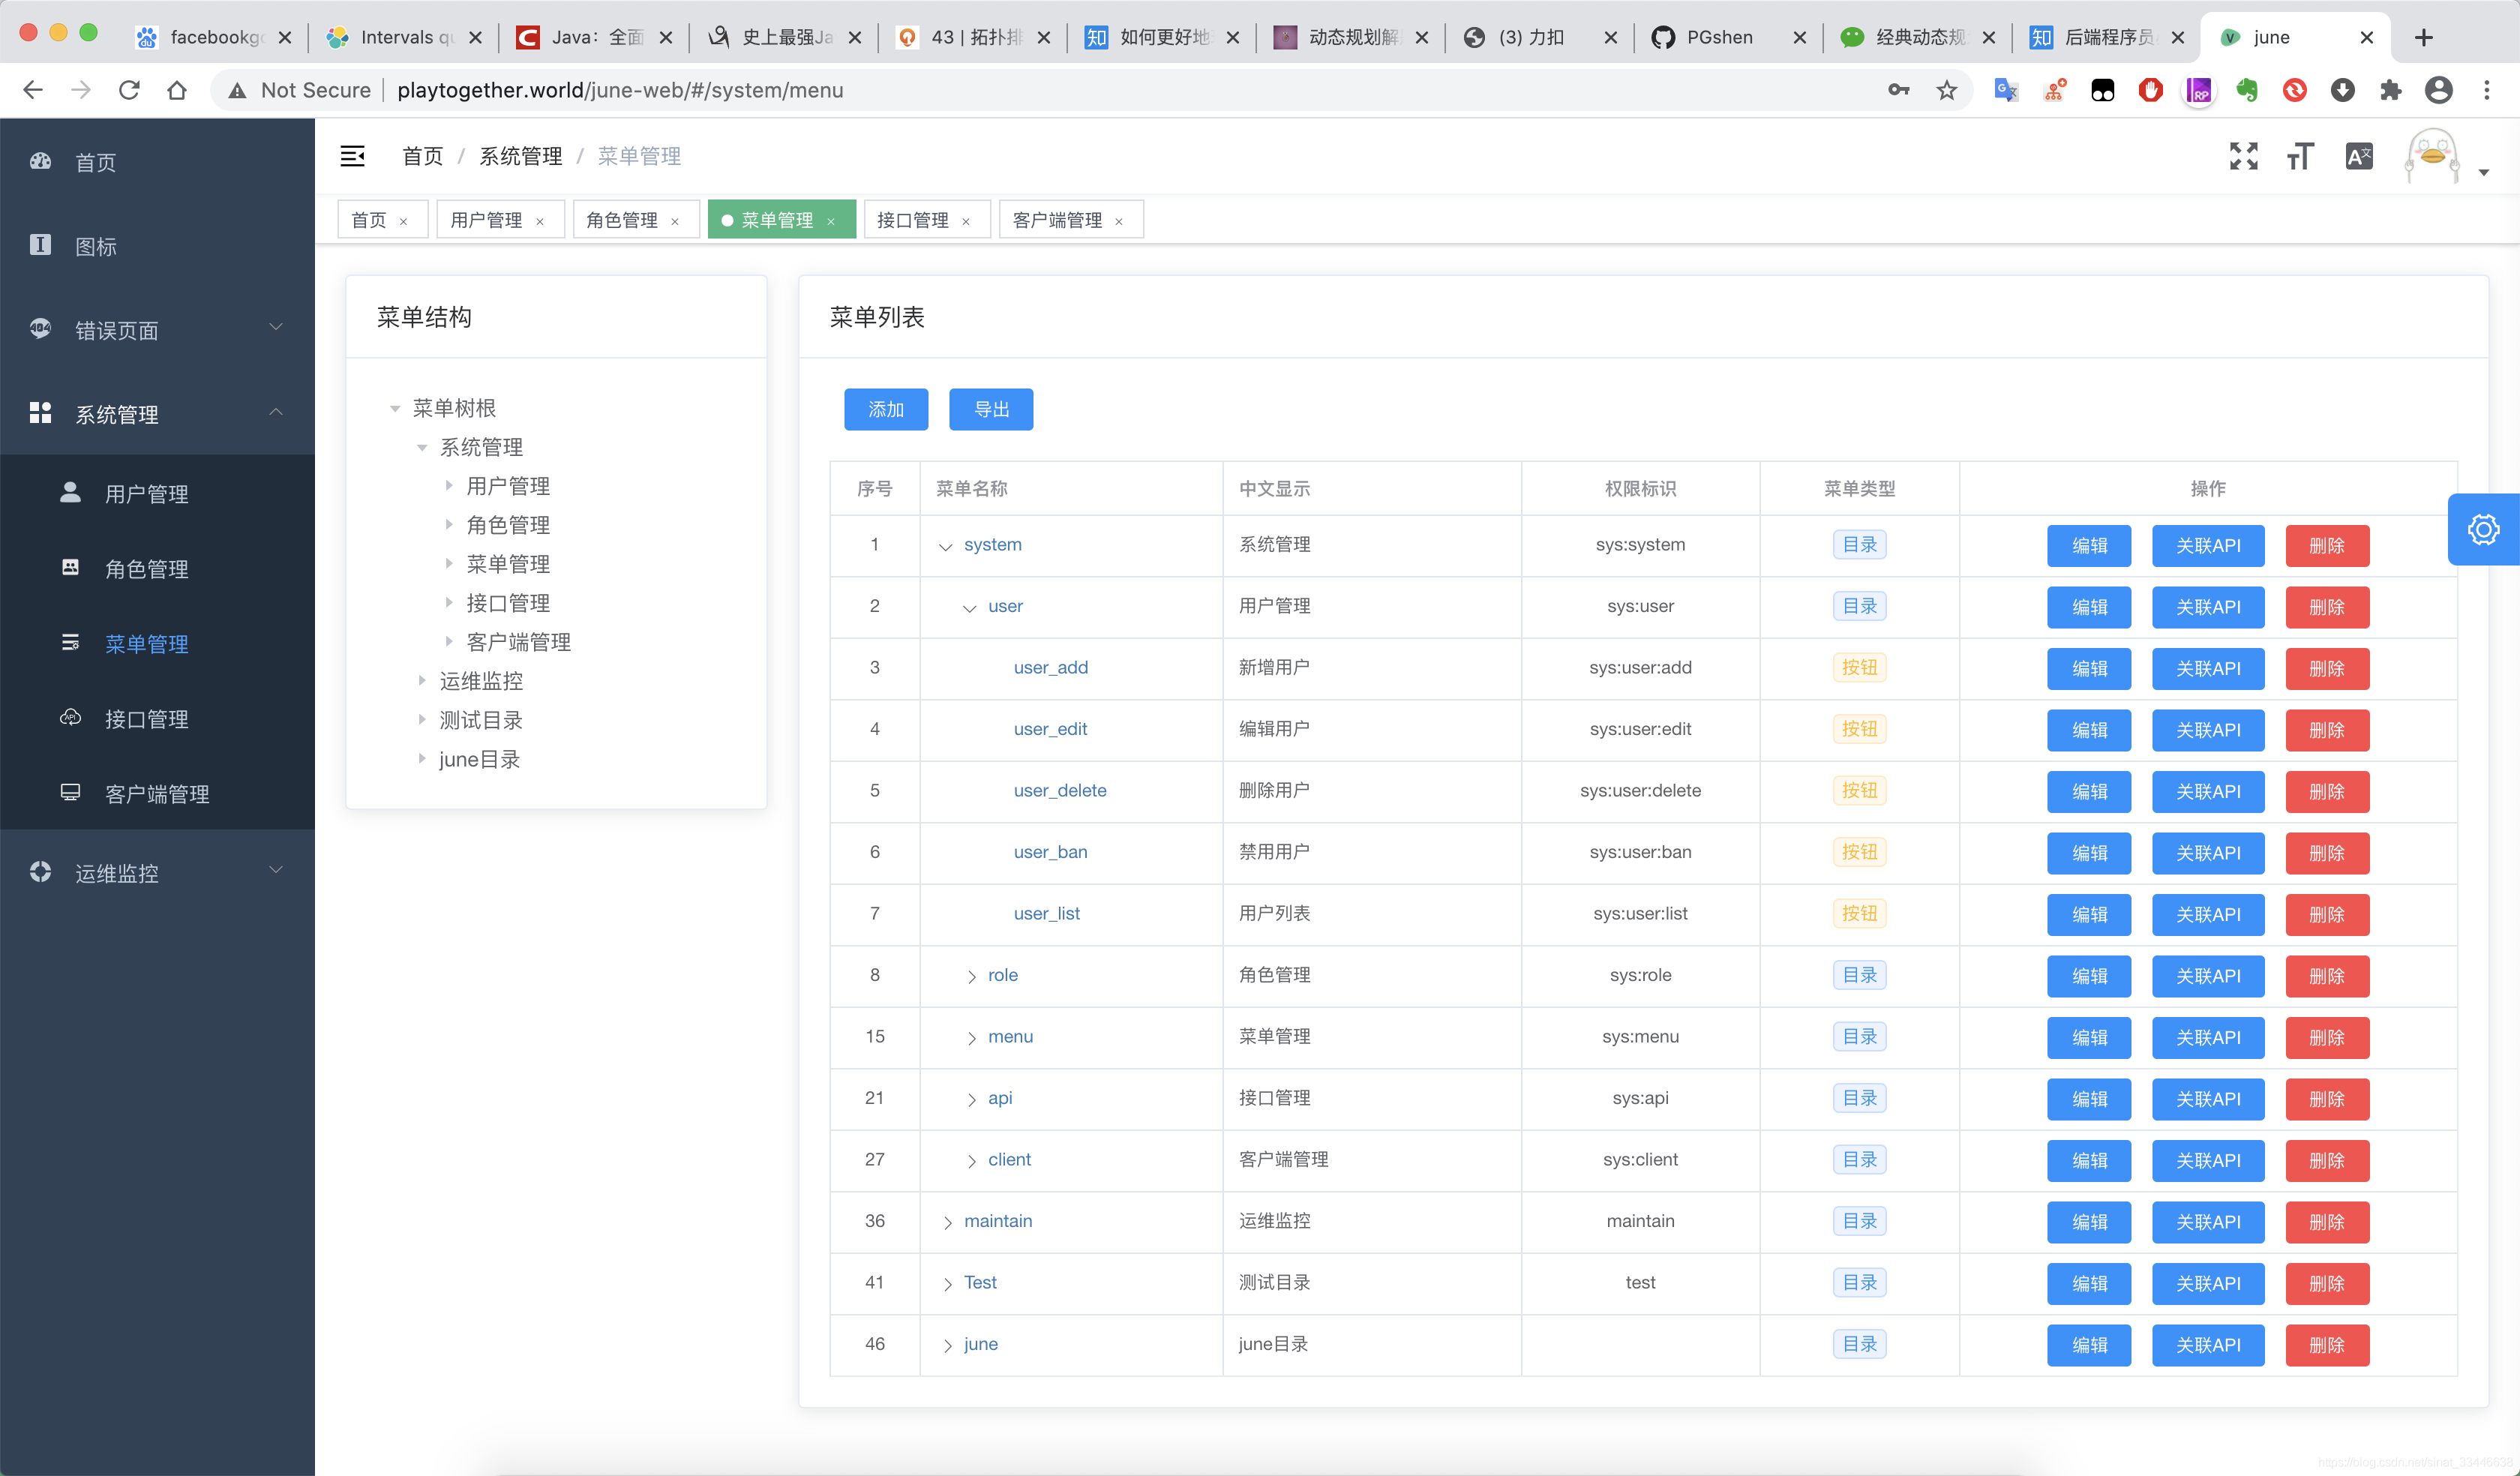 facebookgo Intervals qu Java：全面 史上最强Ja 43 | 拓扑排 如何更好地 动态规划解 (3) 力扣 PGshen 经典动态规 后端程序员 june
Not Secure playtogether.world/june-web/#/system/menu
首页
图标
错误页面
系统管理
用户管理
角色管理
菜单管理
接口管理
客户端管理
运维监控
首页 / 系统管理 / 菜单管理
首页 × 用户管理 × 角色管理 × 菜单管理 × 接口管理 × 客户端管理 ×
菜单结构
菜单树根
系统管理
用户管理
角色管理
菜单管理
接口管理
客户端管理
运维监控
测试目录
june目录
菜单列表
添加 导出
序号 菜单名称 中文显示 权限标识 菜单类型 操作
1 system 系统管理 sys:system 目录 编辑 关联API 删除
2 user 用户管理 sys:user 目录 编辑 关联API 删除
3 user_add 新增用户 sys:user:add 按钮 编辑 关联API 删除
4 user_edit 编辑用户 sys:user:edit 按钮 编辑 关联API 删除
5 user_delete 删除用户 sys:user:delete 按钮 编辑 关联API 删除
6 user_ban 禁用用户 sys:user:ban 按钮 编辑 关联API 删除
7 user_list 用户列表 sys:user:list 按钮 编辑 关联API 删除
8 role 角色管理 sys:role 目录 编辑 关联API 删除
15 menu 菜单管理 sys:menu 目录 编辑 关联API 删除
21 api 接口管理 sys:api 目录 编辑 关联API 删除
27 client 客户端管理 sys:client 目录 编辑 关联API 删除
36 maintain 运维监控 maintain 目录 编辑 关联API 删除
41 Test 测试目录 test 目录 编辑 关联API 删除
46 june june目录 目录 编辑 关联API 删除